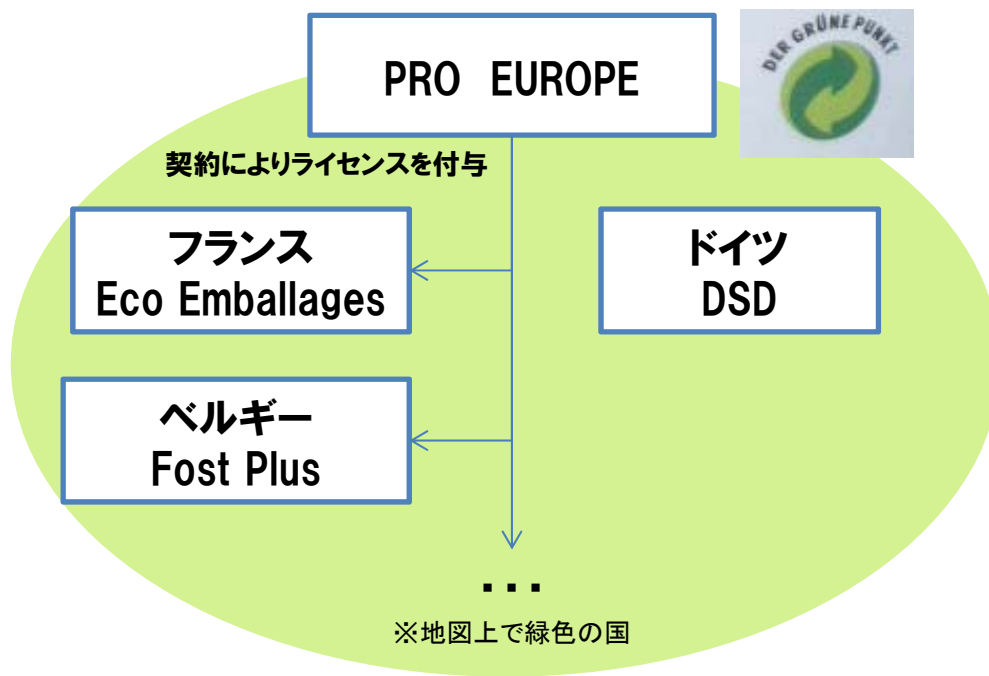 DER GRÜNE PUNKT
PRO EUROPE
契約によりライセンスを付与
フランス
Eco Emballages
ドイツ
DSD
ベルギー
Fost Plus
・・・
※地図上で緑色の国